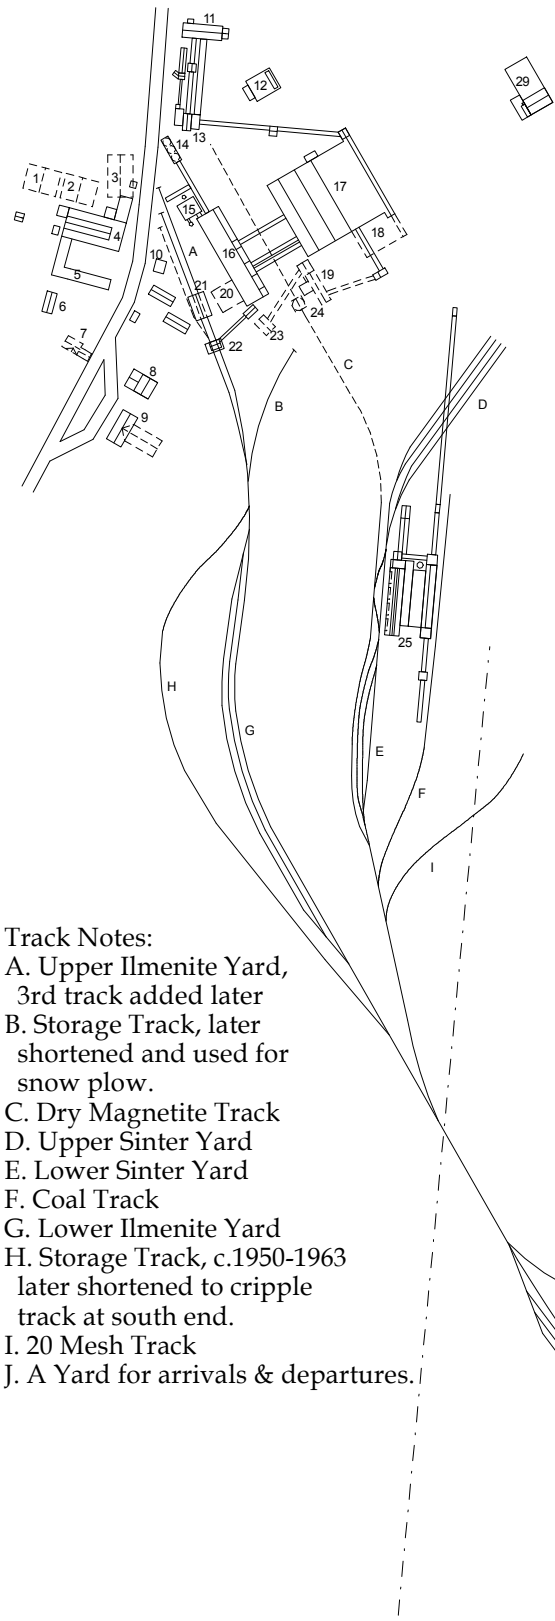 11
12
29
13
14
1
2
3
17
15
4
18
A
16
10
5
19
21
20
6
24
23
7
22
C
8
B
D
9
25
H
G
E
F
I
Track Notes:
A. Upper Ilmenite Yard,
3rd track added later
B. Storage Track, later
shortened and used for
snow plow.
C. Dry Magnetite Track
D. Upper Sinter Yard
E. Lower Sinter Yard
F. Coal Track
G. Lower Ilmenite Yard
H. Storage Track, c.1950-1963
later shortened to cripple
track at south end.
I. 20 Mesh Track
J. A Yard for arrivals & departures.